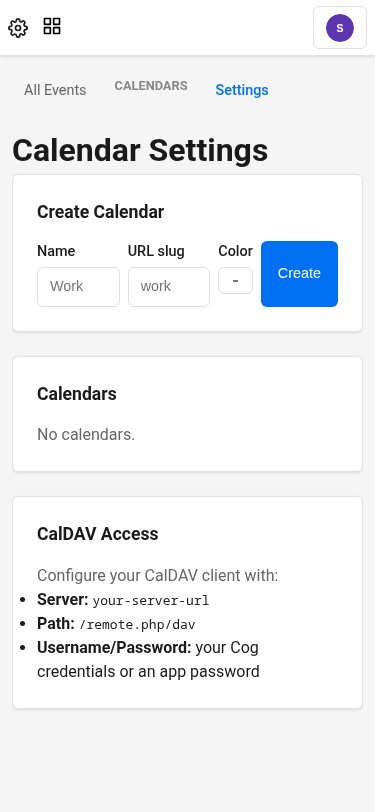 S
All Events
CALENDARS
Settings
Calendar Settings
Create Calendar
Name
URL slug
Color
Work
work
-
Create
Calendars
No calendars.
CalDAV Access
Configure your CalDAV client with:
Server: your-server-url
Path: /remote.php/dav
Username/Password: your Cog
credentials or an app password